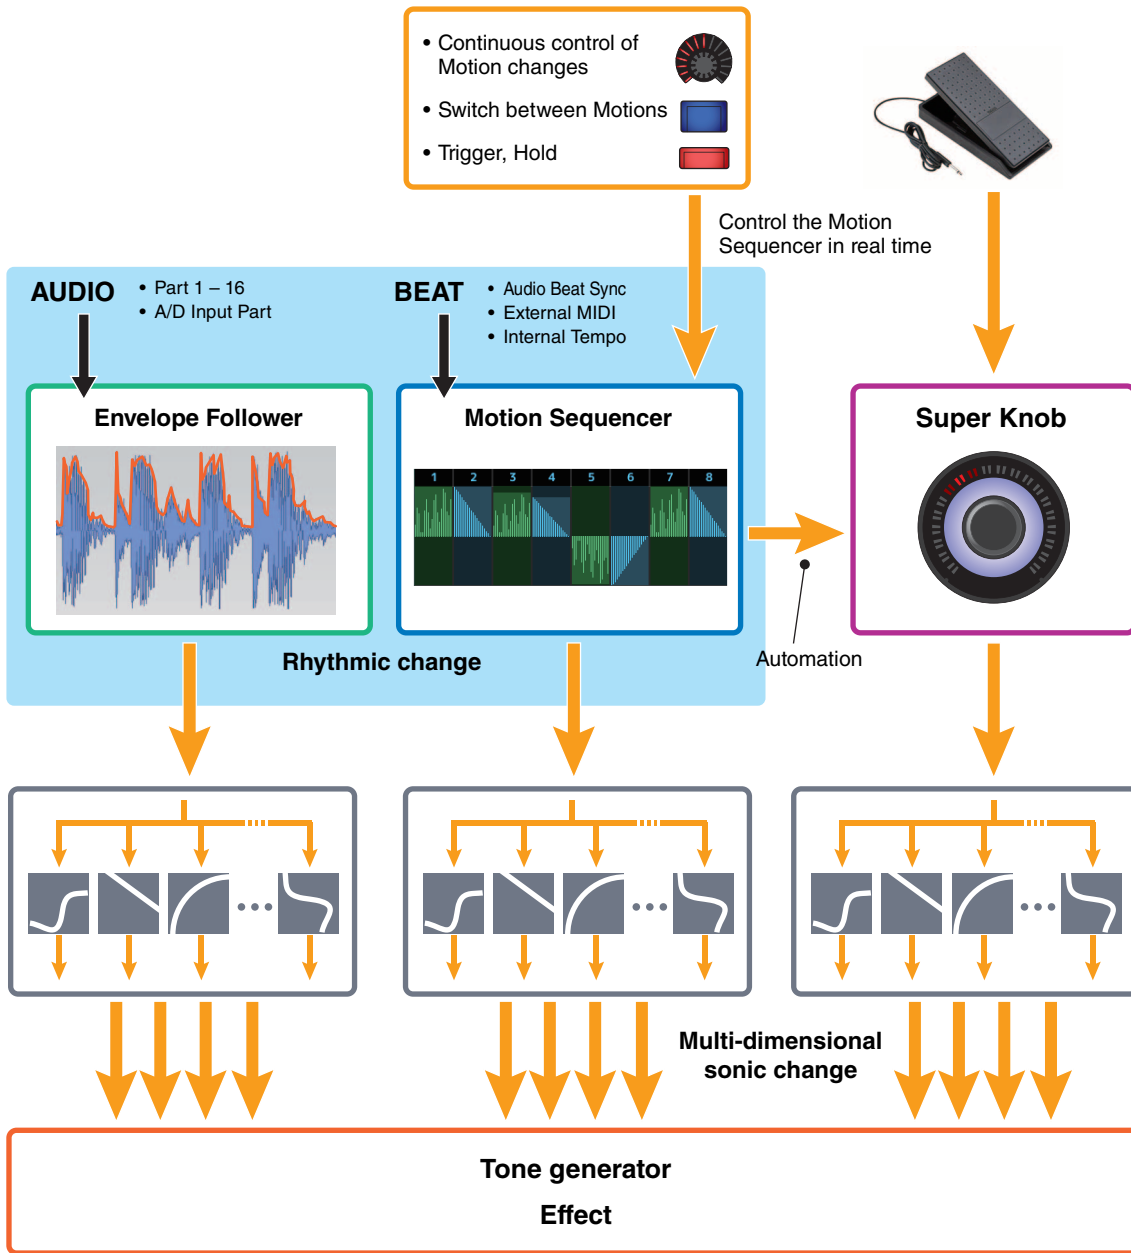 • Continuous control of
Motion changes
• Switch between Motions
• Trigger, Hold
Control the Motion
Sequencer in real time
AUDIO
• Part 1 – 16
• A/D Input Part
BEAT
• Audio Beat Sync
• External MIDI
• Internal Tempo
Envelope Follower
Motion Sequencer
1 2 3 4 5 6 7 8
Super Knob
Automation
Rhythmic change
Multi-dimensional
sonic change
Tone generator
Effect